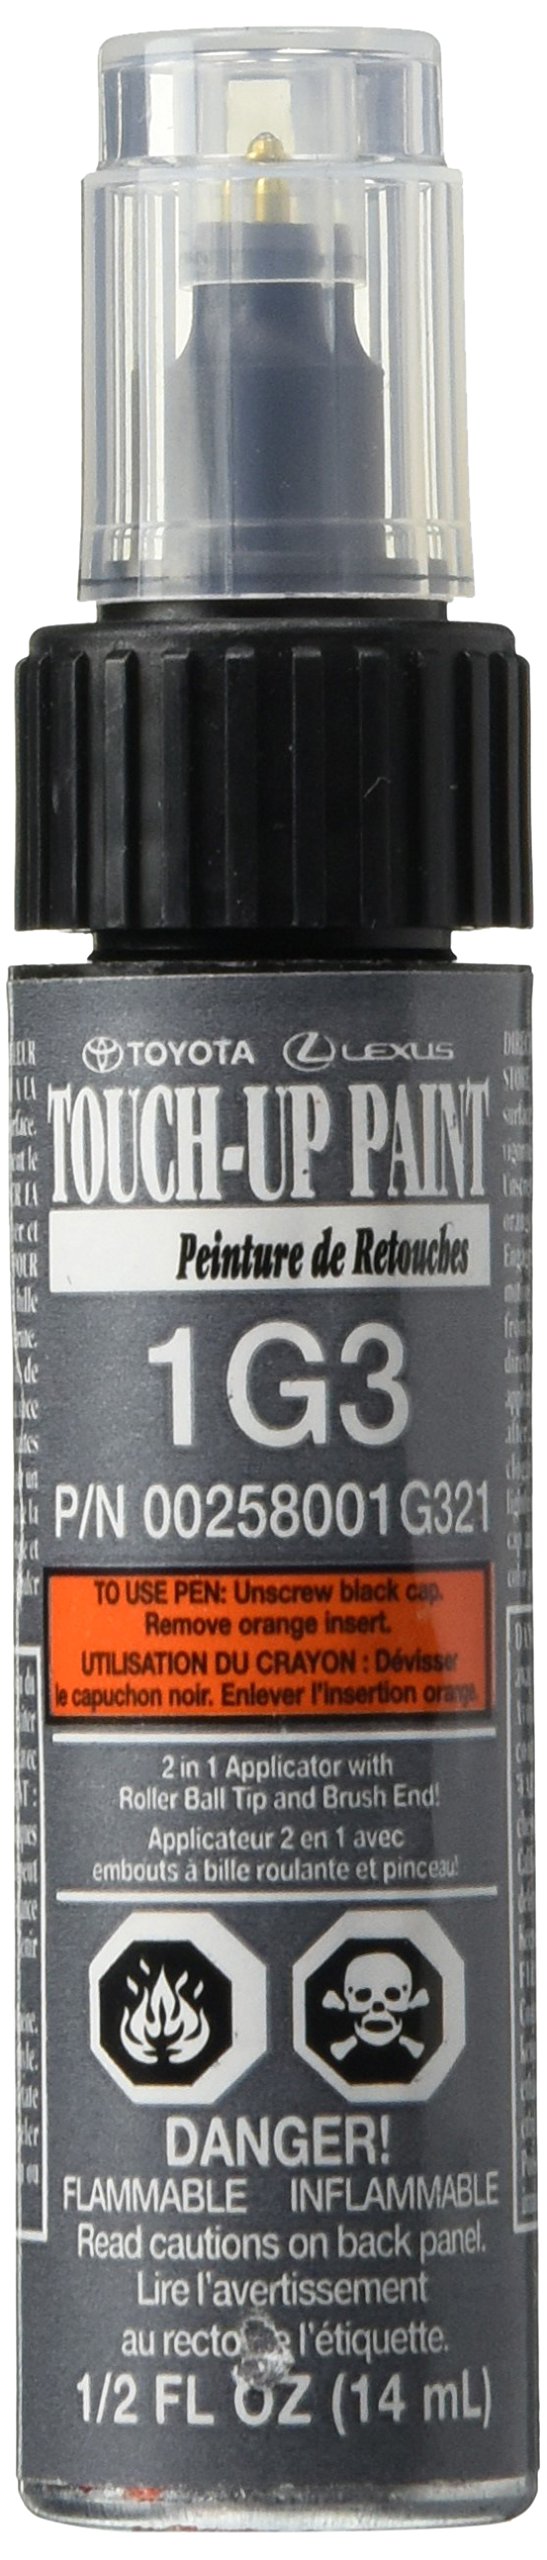 TOYOTA LEXUS
TOUCH-UP PAINT
Peinture de Retouches
1G3
P/N 00258001G321
TO USE PEN: Unscrew black cap.
Remove orange insert.
UTILISATION DU CRAYON : Dévisser
le capuchon noir. Enlever l'insertion orange.
2 in 1 Applicator with
Roller Ball Tip and Brush End!
Applicateur 2 en 1 avec
embouts à bille roulante et pinceau!
DANGER!
FLAMMABLE INFLAMMABLE
Read cautions on back panel.
Lire l'avertissement
au recto l'étiquette.
1/2 FL OZ (14 mL)